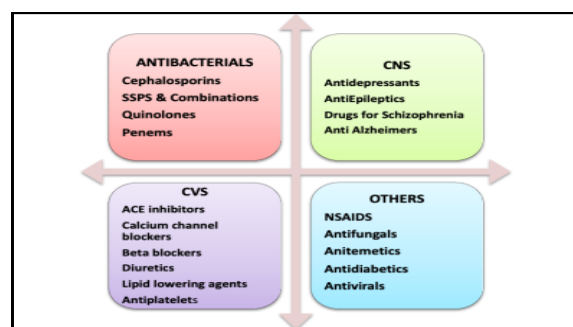 ANTIBACTERIALS
Cephalosporins
SSPS & Combinations
Quinolones
Penems
CNS
Antidepressants
AntiEpileptics
Drugs for Schizophrenia
Anti Alzheimers
CVS
ACE inhibitors
Calcium channel
blockers
Beta blockers
Diuretics
Lipid lowering agents
Antiplatelets
OTHERS
NSAIDS
Antifungals
Anitemetics
Antidiabetics
Antivirals